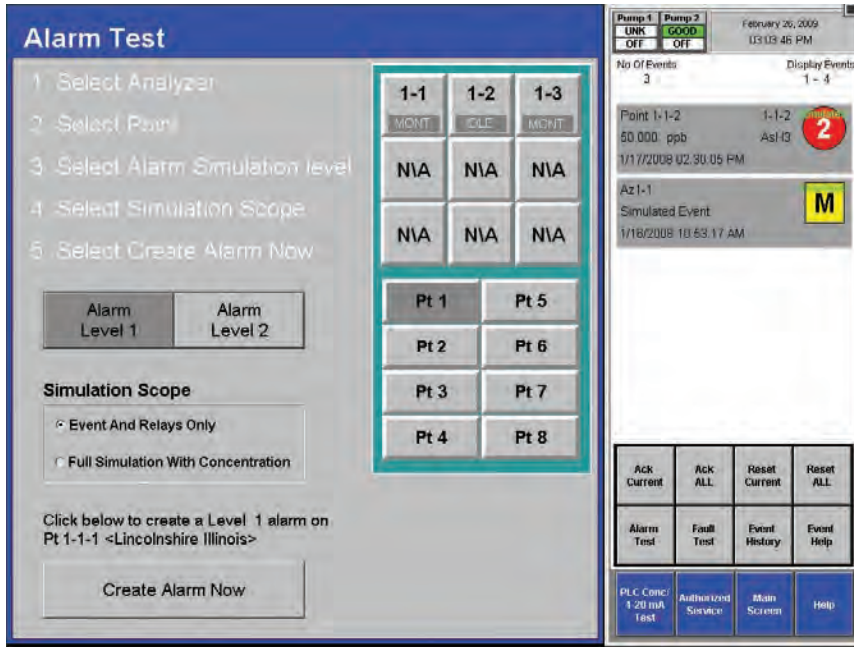 Alarm Test
1. Select Analyzer
2. Select Point
3. Select Alarm Simulation level
4. Select Simulation Scope
5. Select Create Alarm Now
1-1 1-2 1-3
MONT IDLE MONT
N\A N\A N\A
N\A N\A N\A
Pt 1 Pt 5
Pt 2 Pt 6
Pt 3 Pt 7
Pt 4 Pt 8
Alarm Level 1
Alarm Level 2
Simulation Scope
Event And Relays Only
Full Simulation With Concentration
Click below to create a Level 1 alarm on
Pt 1-1-1 <Lincolnshire Illinois>
Create Alarm Now
Pump 1 Pump 2
UNK GOOD
OFF OFF
February 26, 2009
03:03:46 PM
No Of Events
3
Display Events
1 - 4
Point 1-1-2 1-1-2
50.000 ppb AsH3
2
1/17/2008 02:30:05 PM
Az1-1
Simulated Event
M
1/18/2008 10:53:17 AM
Ack Current
Ack ALL
Reset Current
Reset ALL
Alarm Test
Fault Test
Event History
Event Help
PLC Conc/ 4-20 mA Test
Authorized Service
Main Screen
Help